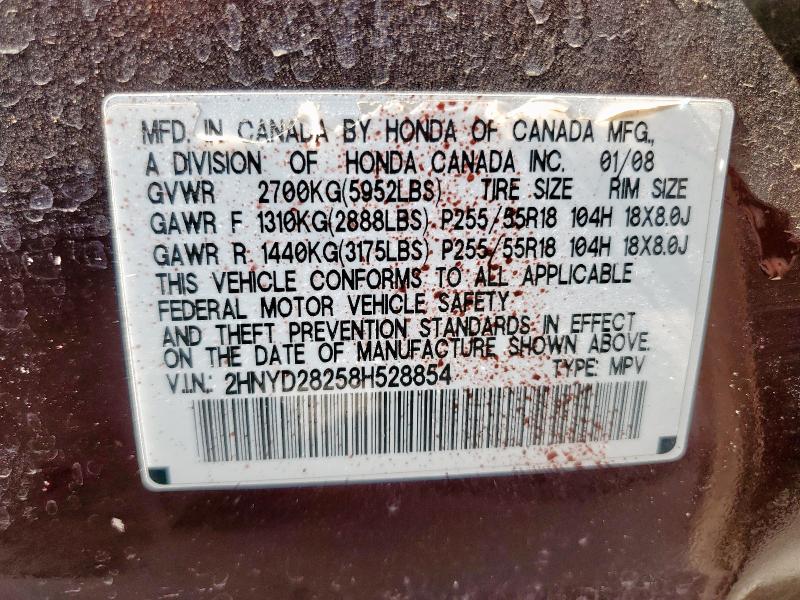 MFD. IN CANADA BY HONDA OF CANADA MFG.,
A DIVISION OF HONDA CANADA INC. 01/08
GVWR 2700KG(5952LBS) TIRE SIZE RIM SIZE
GAWR F 1310KG(2888LBS) P255/55R18 104H 18X8.0J
GAWR R 1440KG(3175LBS) P255/55R18 104H 18X8.0J
THIS VEHICLE CONFORMS TO ALL APPLICABLE
FEDERAL MOTOR VEHICLE SAFETY
AND THEFT PREVENTION STANDARDS IN EFFECT
ON THE DATE OF MANUFACTURE SHOWN ABOVE.
V.I.N: 2HNYD28258H528854 TYPE: MPV